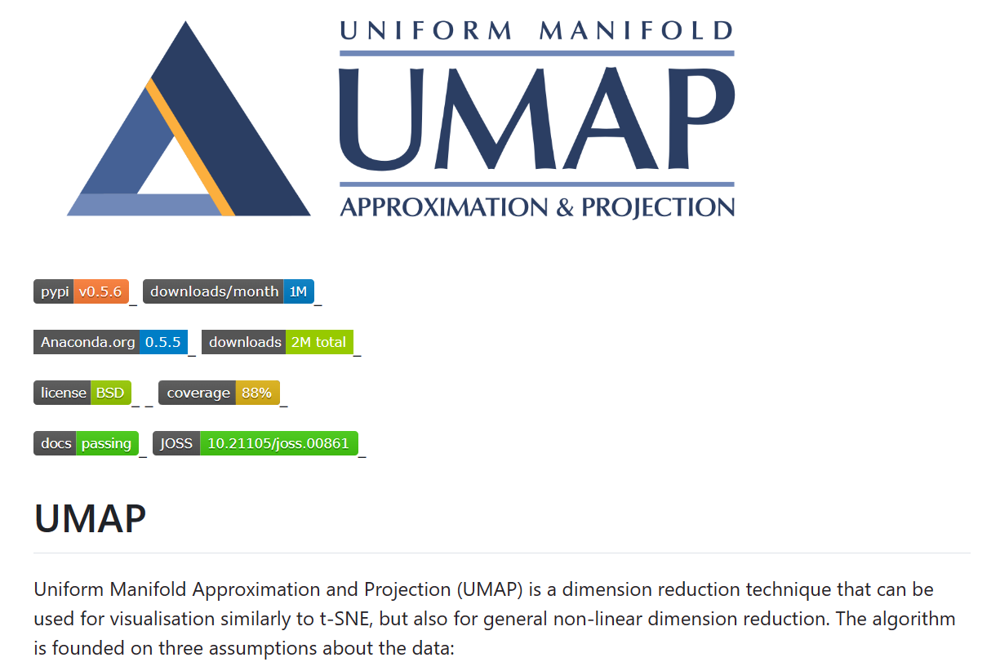 UNIFORM MANIFOLD
UMAP
APPROXIMATION & PROJECTION
pypi v0.5.6 _ downloads/month 1M _
Anaconda.org 0.5.5 _ downloads 2M total _
license BSD _ _ coverage 88% _
docs passing _ JOSS 10.21105/joss.00861 _
UMAP
Uniform Manifold Approximation and Projection (UMAP) is a dimension reduction technique that can be
used for visualisation similarly to t-SNE, but also for general non-linear dimension reduction. The algorithm
is founded on three assumptions about the data: